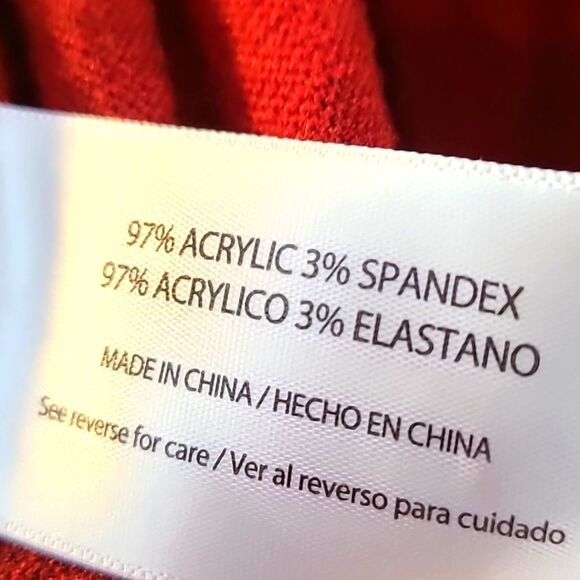 97% ACRYLIC 3% SPANDEX
97% ACRYLICO 3% ELASTANO
MADE IN CHINA / HECHO EN CHINA
See reverse for care / Ver al reverso para cuidado